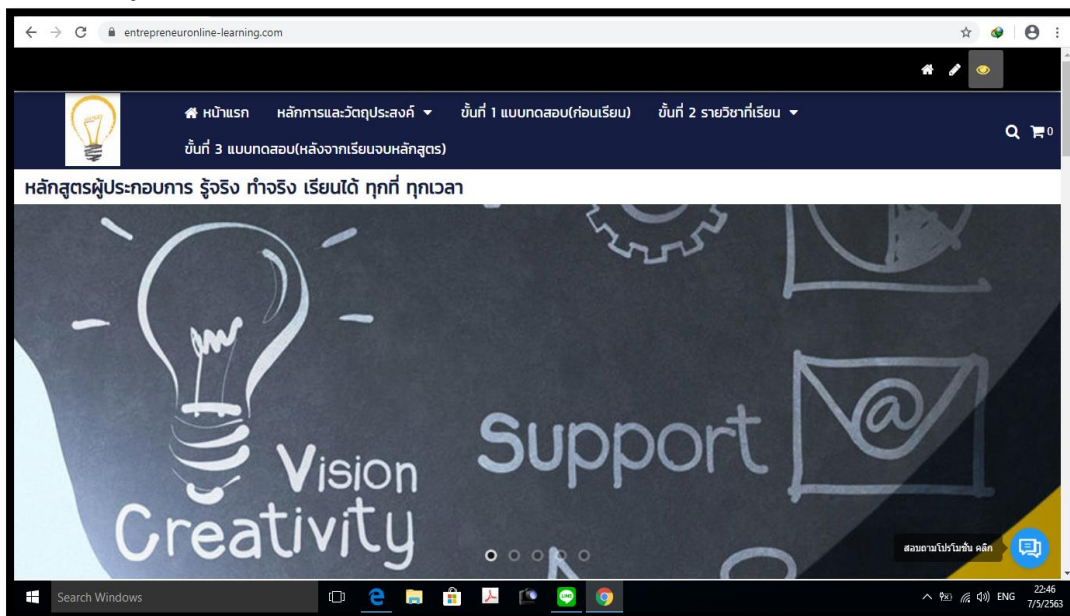 entrepreneuronline-learning.com
หน้าแรก หลักการและวัตถุประสงค์ ขั้นที่ 1 แบบทดสอบ(ก่อนเรียน) ขั้นที่ 2 รายวิชาที่เรียน
ขั้นที่ 3 แบบทดสอบ(หลังจากเรียนจบหลักสูตร)
0
หลักสูตรผู้ประกอบการ รู้จริง ทำจริง เรียนได้ ทุกที่ ทุกเวลา
Support
@
Vision
Creativity
สอบถามโปรโมชั่น คลิก
Search Windows
ENG
22:46
7/5/2563